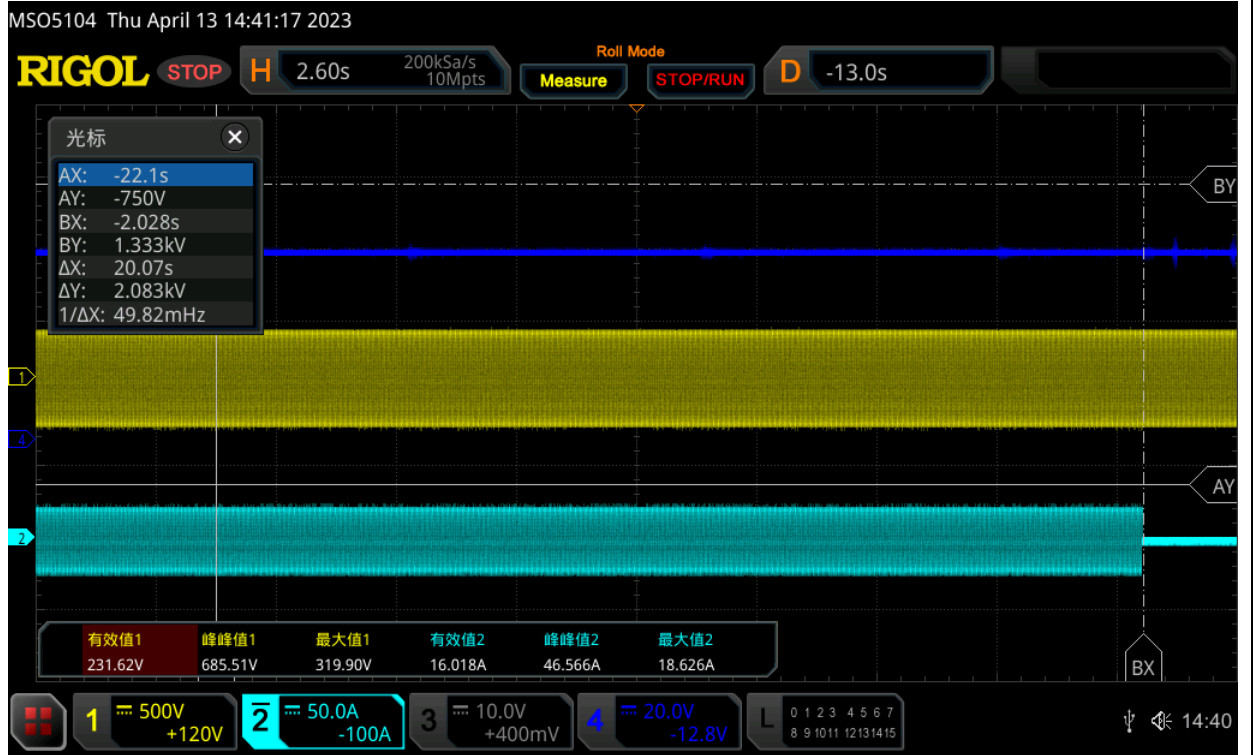 MSO5104 Thu April 13 14:41:17 2023
RIGOL STOP H 2.60s 200kSa/s 10Mpts Roll Mode Measure STOP/RUN D -13.0s
光标
AX: -22.1s
AY: -750V
BX: -2.028s
BY: 1.333kV
ΔX: 20.07s
ΔY: 2.083kV
1/ΔX: 49.82mHz
BY
1
4
AY
2
有效值1 峰峰值1 最大值1 有效值2 峰峰值2 最大值2
231.62V 685.51V 319.90V 16.018A 46.566A 18.626A
BX
1 500V +120V 2 50.0A -100A 3 10.0V +400mV 4 20.0V -12.8V L 0 1 2 3 4 5 6 7
8 9 10 11 12 13 14 15
14:40